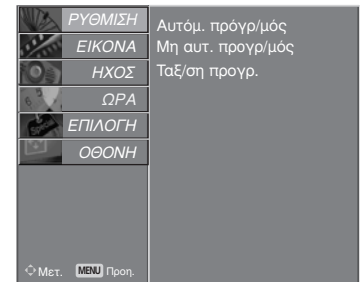 ΡΥΘΜΙΣΗ
ΕΙΚΟΝΑ
ΗΧΟΣ
ΩΡΑ
ΕΠΙΛΟΓΗ
ΟΘΟΝΗ
Αυτόμ. πρόγρ/μός
Μη αυτ. προγρ/μός
Ταξ/ση προγρ.
Μετ. MENU Προη.